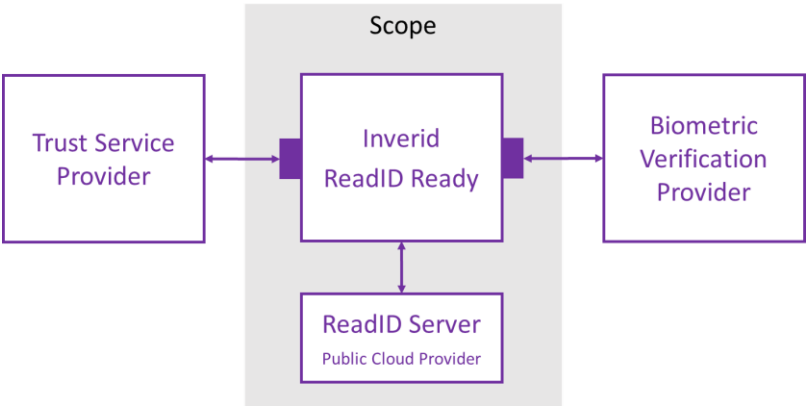 Scope
Trust Service
Provider
Inverid
ReadID Ready
Biometric
Verification
Provider
ReadID Server
Public Cloud Provider